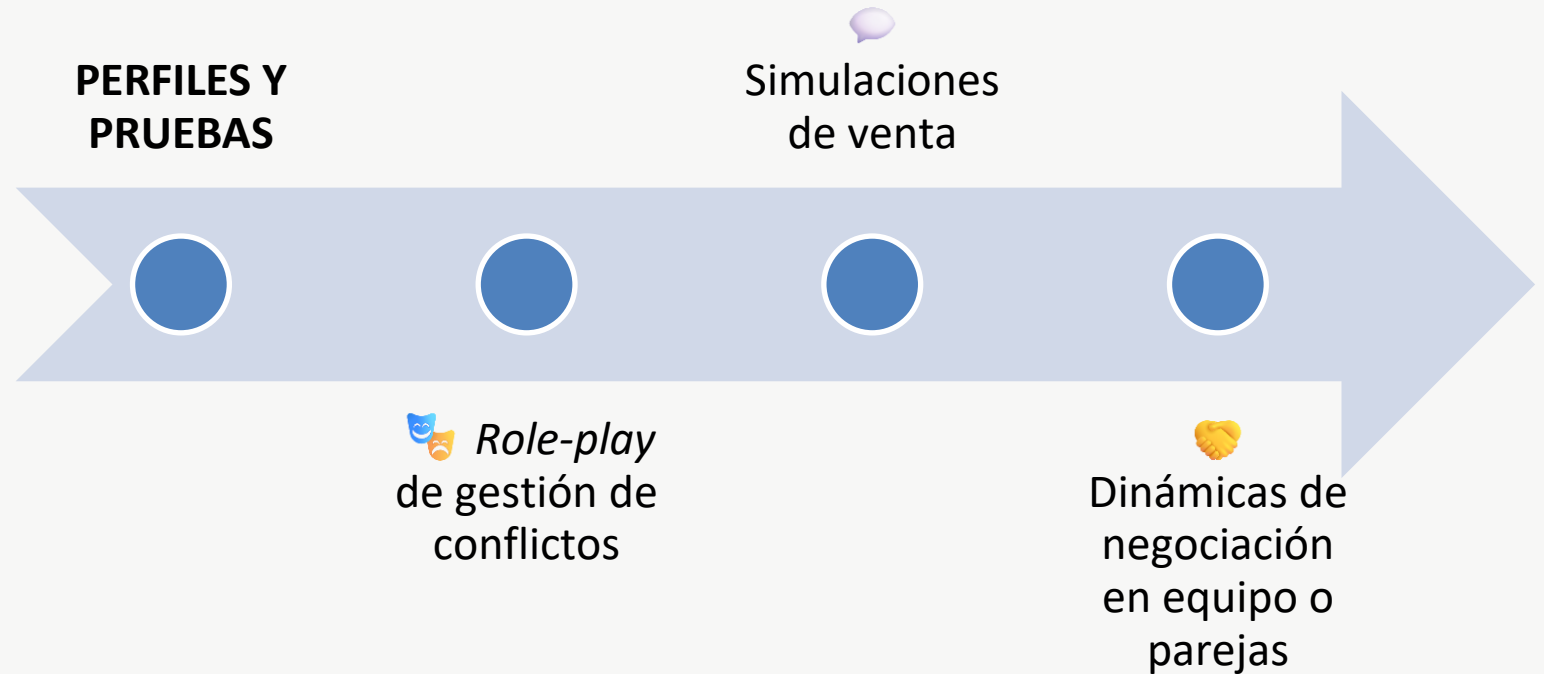 PERFILES Y
PRUEBAS
Role-play
de gestión de
conflictos
Simulaciones
de venta
Dinámicas de
negociación
en equipo o
parejas